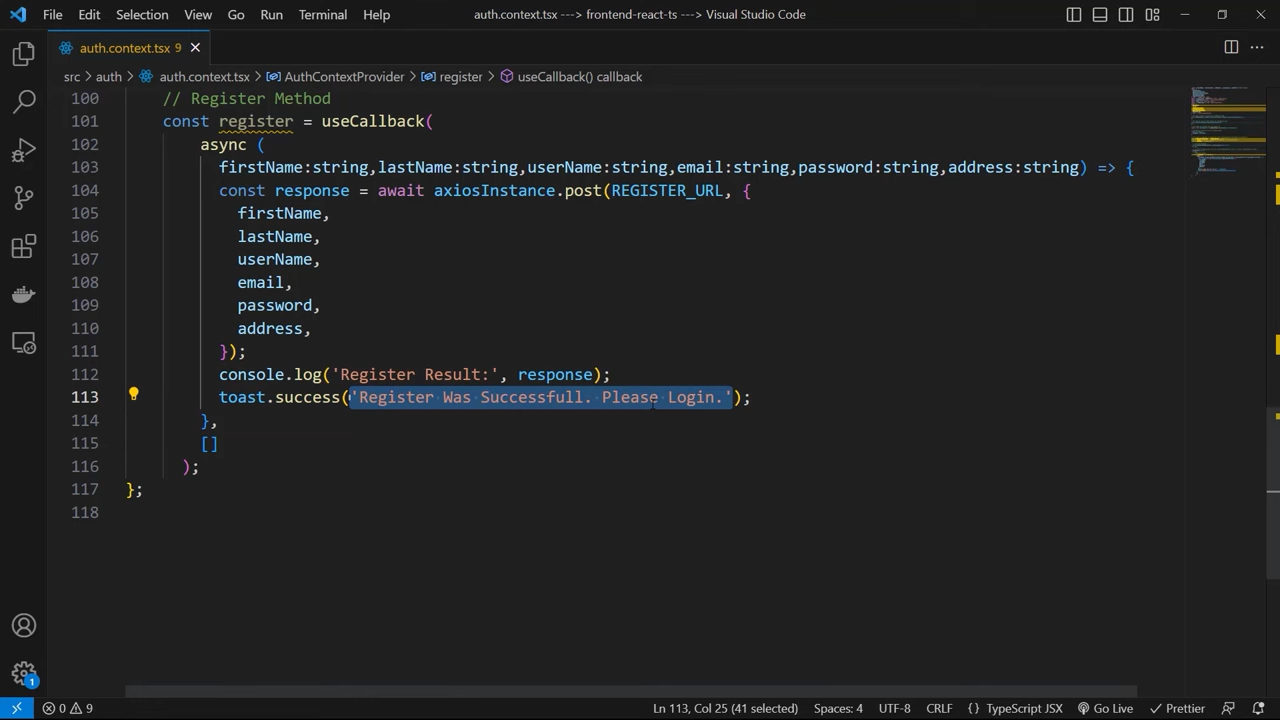 File Edit Selection View Go Run Terminal Help auth.context.tsx ---> frontend-react-ts ---> Visual Studio Code
auth.context.tsx 9
src > auth > auth.context.tsx > AuthContextProvider > register > useCallback() callback
100 // Register Method
101 const register = useCallback(
102 async (
103 firstName:string,lastName:string,userName:string,email:string,password:string,address:string) => {
104 const response = await axiosInstance.post(REGISTER_URL, {
105 firstName,
106 lastName,
107 userName,
108 email,
109 password,
110 address,
111 });
112 console.log('Register Result:', response);
113 toast.success('Register Was Successfull. Please Login.');
114 },
115 []
116 );
117 };
118
1
0 9 Ln 113, Col 25 (41 selected) Spaces: 4 UTF-8 CRLF {} TypeScript JSX Go Live Prettier